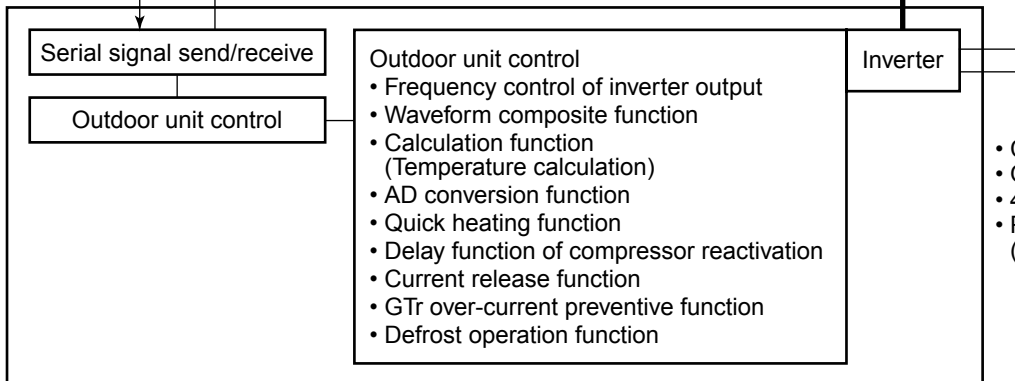 Serial signal send/receive
Outdoor unit control
Outdoor unit control
• Frequency control of inverter output
• Waveform composite function
• Calculation function
(Temperature calculation)
• AD conversion function
• Quick heating function
• Delay function of compressor reactivation
• Current release function
• GTr over-current preventive function
• Defrost operation function
Inverter